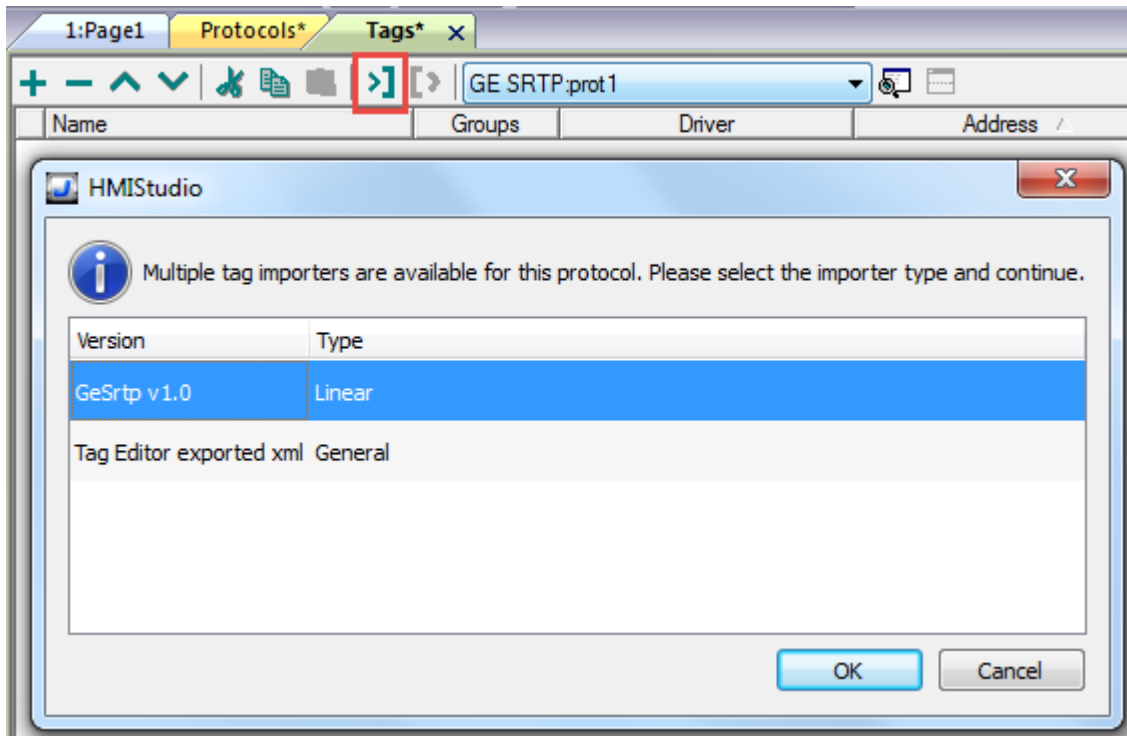 1:Page1 Protocols* Tags* x
GE SRTP:prot1
Name Groups Driver Address
HMIStudio
Multiple tag importers are available for this protocol. Please select the importer type and continue.
Version Type
GeSrtp v1.0 Linear
Tag Editor exported xml General
OK Cancel